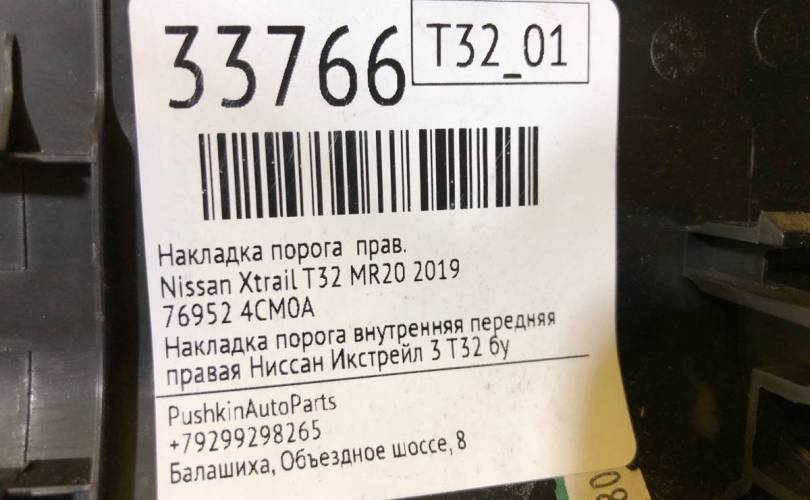 33766
T32_01
Накладка порога прав.
Nissan Xtrail T32 MR20 2019
76952 4CM0A
Накладка порога внутренняя передняя
правая Ниссан Икстрейл 3 Т32 бу
PushkinAutoParts
+79299298265
Балашиха, Объездное шоссе, 8